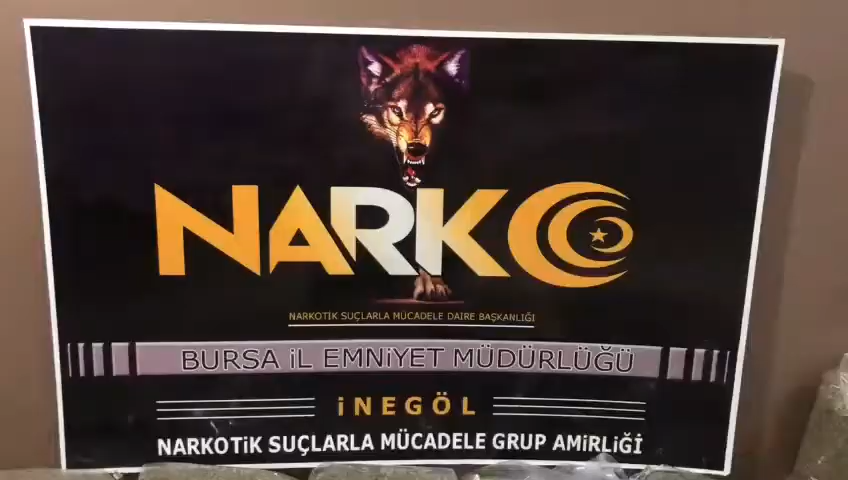 NARKO
NARKOTİK SUÇLARLA MÜCADELE DAİRE BAŞKANLIĞI
BURSA İL EMNİYET MÜDÜRLÜĞÜ
İNEGÖL
NARKOTİK SUÇLARLA MÜCADELE GRUP AMİRLİĞİ